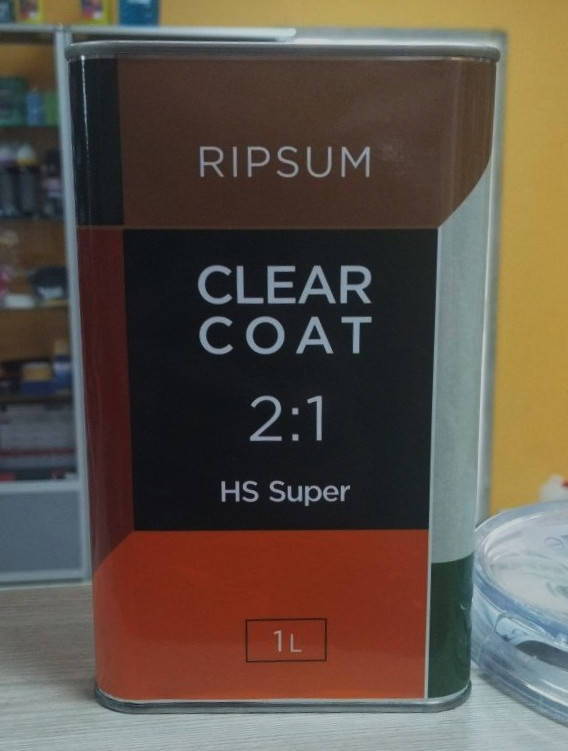 RIPSUM
CLEAR
COAT
2:1
HS Super
1L